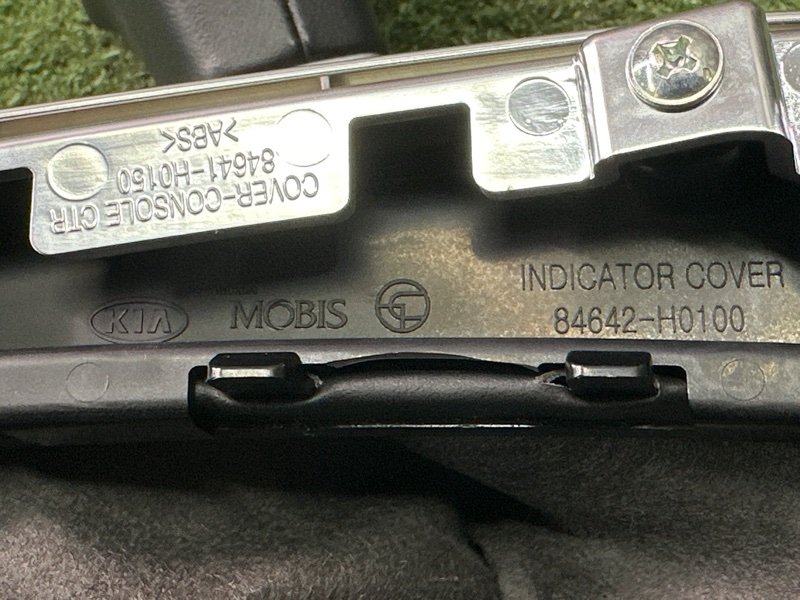 COVER-CONSOLE CTR
84641-H0150
>ABS<
KIA
MOBIS
INDICATOR COVER
84642-H0100